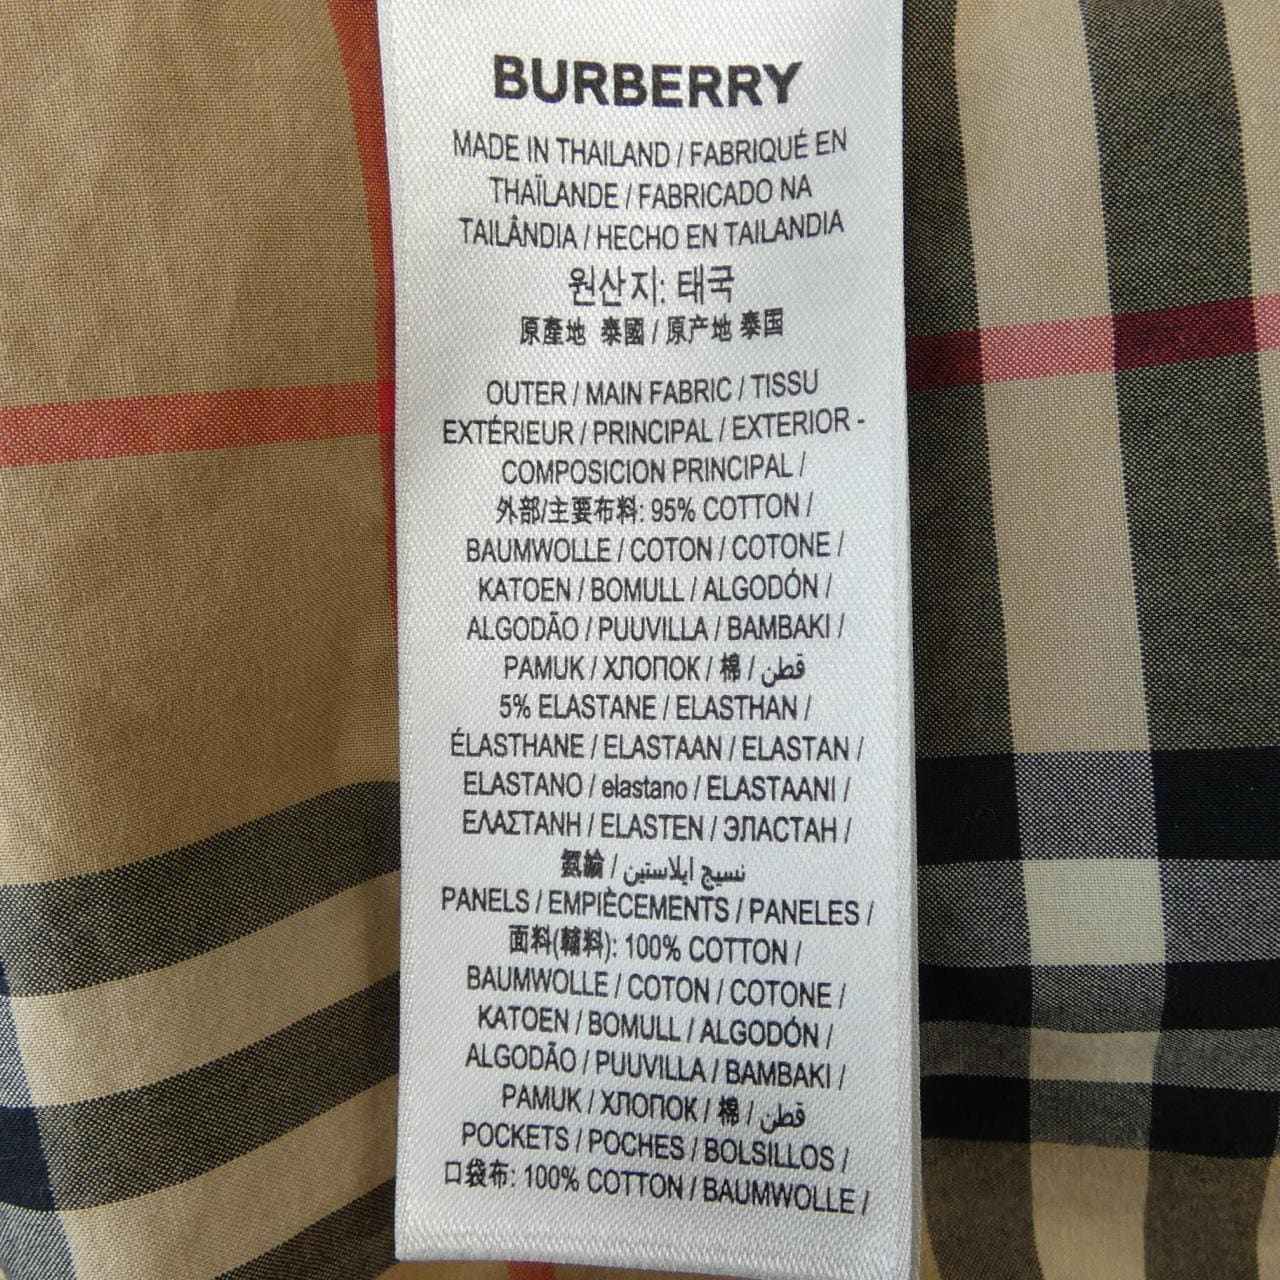 BURBERRY
MADE IN THAILAND / FABRIQUÉ EN
THAÏLANDE / FABRICADO NA
TAILÂNDIA / HECHO EN TAILANDIA
원산지: 태국
原產地 泰國 / 原产地 泰国
OUTER / MAIN FABRIC / TISSU
EXTÉRIEUR / PRINCIPAL / EXTERIOR -
COMPOSICION PRINCIPAL /
外部/主要布料: 95% COTTON /
BAUMWOLLE / COTON / COTONE /
KATOEN / BOMULL / ALGODÓN /
ALGODÃO / PUUVILLA / BAMBAKI /
PAMUK / ХЛОПОК / 棉 / قطن
5% ELASTANE / ELASTHAN /
ÉLASTHANE / ELASTAAN / ELASTAN /
ELASTANO / elastano / ELASTAANI /
ΕΛΑΣΤΑΝΗ / ELASTEN / ЭЛАСТАН /
氨綸 / نسيج ايلاستين
PANELS / EMPIÈCEMENTS / PANELES /
面料(輔料): 100% COTTON /
BAUMWOLLE / COTON / COTONE /
KATOEN / BOMULL / ALGODÓN /
ALGODÃO / PUUVILLA / BAMBAKI /
PAMUK / ХЛОПОК / 棉 / قطن
POCKETS / POCHES / BOLSILLOS /
口袋布: 100% COTTON / BAUMWOLLE /